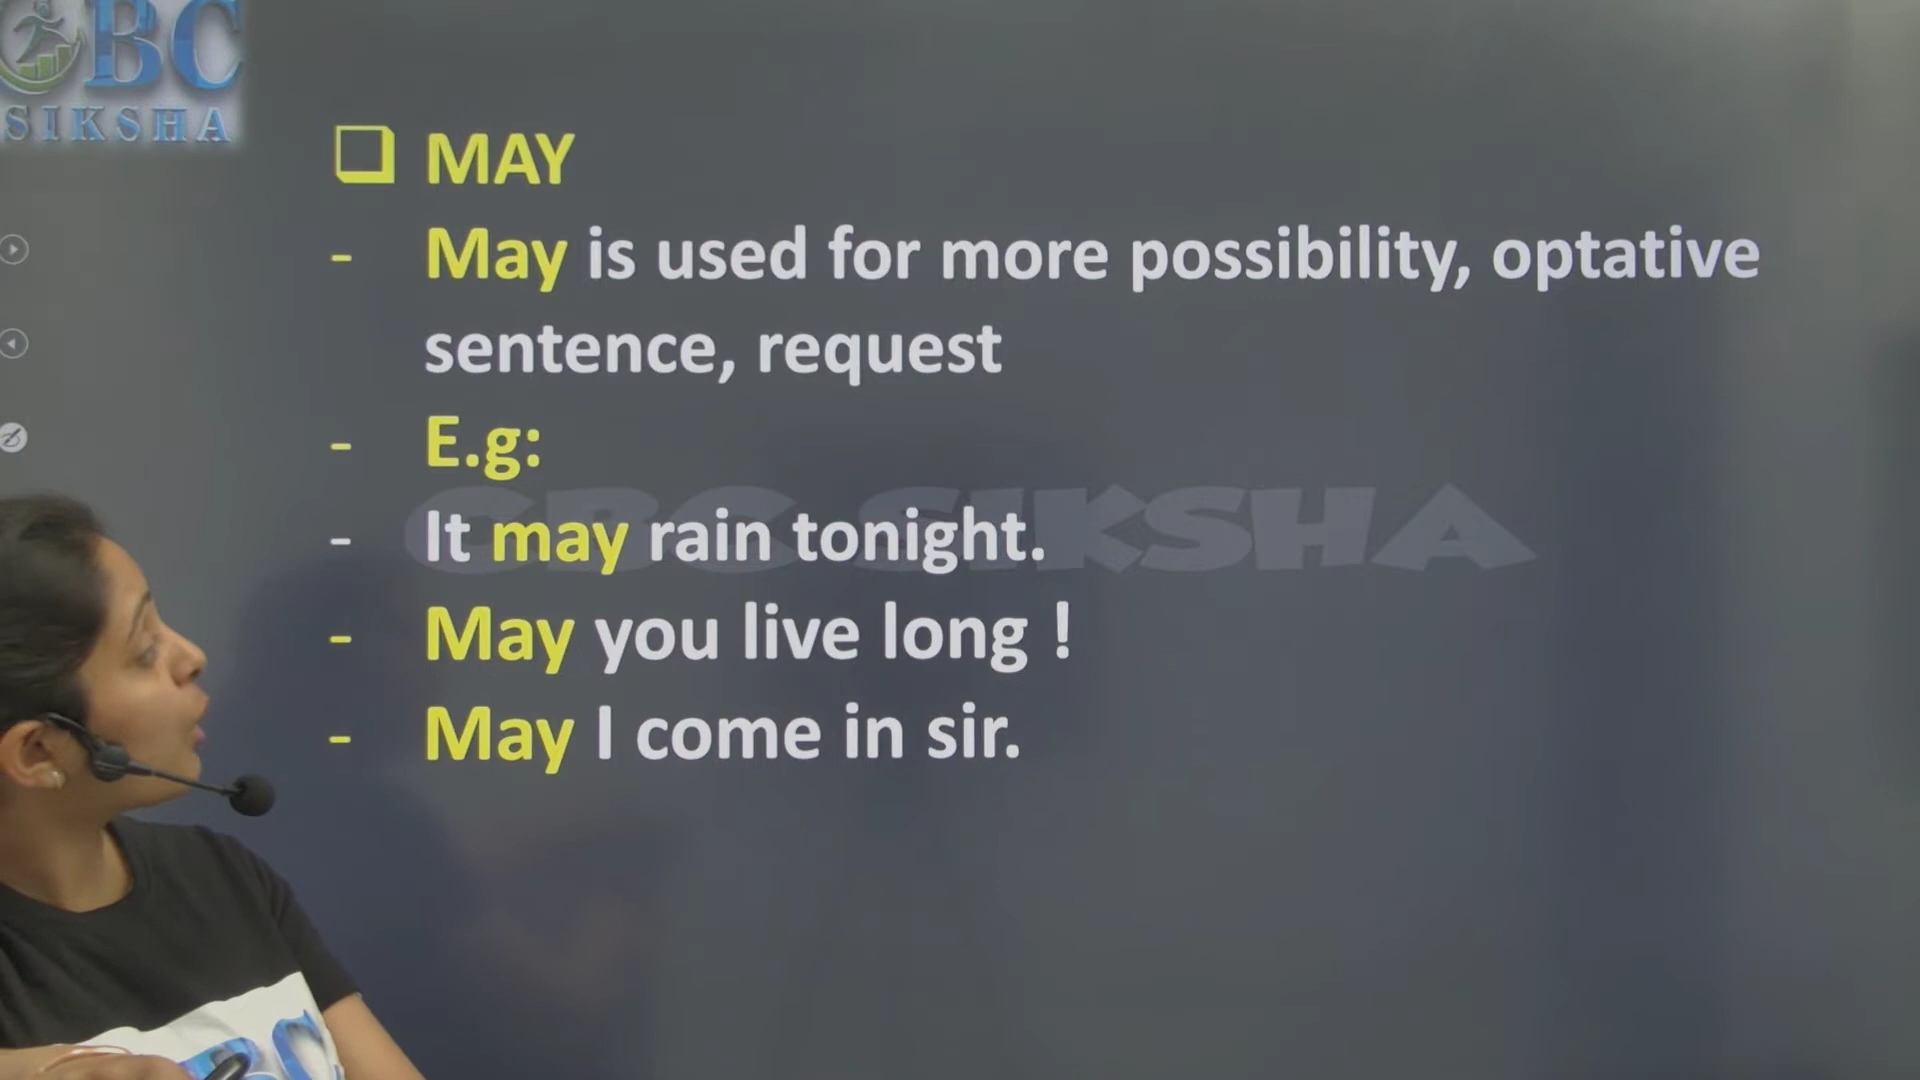 CBC
SIKSHA
❑ MAY
- May is used for more possibility, optative
sentence, request
- E.g:
- It may rain tonight.
CBC SIKSHA
- May you live long !
- May I come in sir.